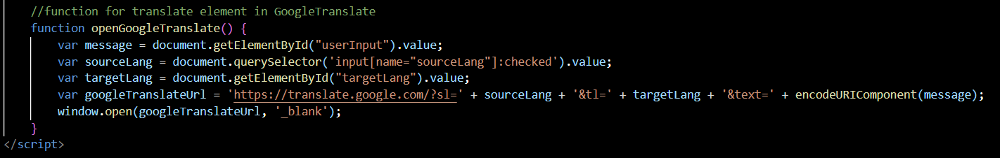 //function for translate element in GoogleTranslate
function openGoogleTranslate() {
var message = document.getElementById("userInput").value;
var sourceLang = document.querySelector('input[name="sourceLang"]:checked').value;
var targetLang = document.getElementById("targetLang").value;
var googleTranslateUrl = 'https://translate.google.com/?sl=' + sourceLang + '&tl=' + targetLang + '&text=' + encodeURIComponent(message);
window.open(googleTranslateUrl, '_blank');
}
</script>